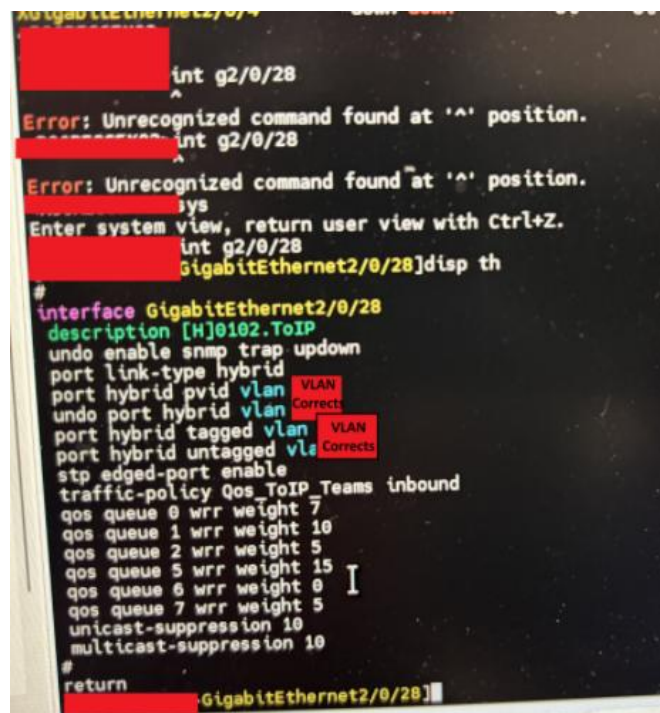 int g2/0/28
^
Error: Unrecognized command found at '^' position.
int g2/0/28
^
Error: Unrecognized command found at '^' position.
sys
Enter system view, return user view with Ctrl+Z.
int g2/0/28
GigabitEthernet2/0/28]disp th
#
interface GigabitEthernet2/0/28
description [H]0102.ToIP
undo enable snmp trap updown
port link-type hybrid
port hybrid pvid vlan VLAN
undo port hybrid vlan Corrects
port hybrid tagged vlan VLAN
port hybrid untagged vla Corrects
stp edged-port enable
traffic-policy Qos_ToIP_Teams inbound
qos queue 0 wrr weight 7
qos queue 1 wrr weight 10
qos queue 2 wrr weight 5
qos queue 5 wrr weight 15
qos queue 6 wrr weight 0
qos queue 7 wrr weight 5
unicast-suppression 10
multicast-suppression 10
#
return
GigabitEthernet2/0/28]